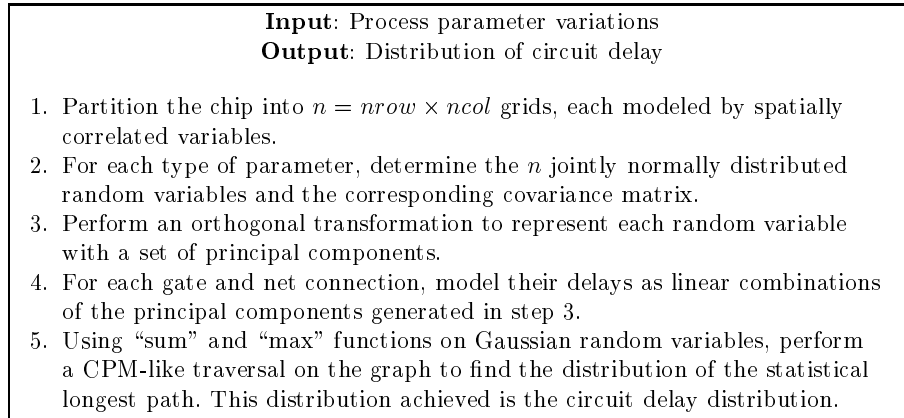 Input: Process parameter variations
Output: Distribution of circuit delay
1. Partition the chip into n = nrow × ncol grids, each modeled by spatially
correlated variables.
2. For each type of parameter, determine the n jointly normally distributed
random variables and the corresponding covariance matrix.
3. Perform an orthogonal transformation to represent each random variable
with a set of principal components.
4. For each gate and net connection, model their delays as linear combinations
of the principal components generated in step 3.
5. Using “sum” and “max” functions on Gaussian random variables, perform
a CPM-like traversal on the graph to find the distribution of the statistical
longest path. This distribution achieved is the circuit delay distribution.